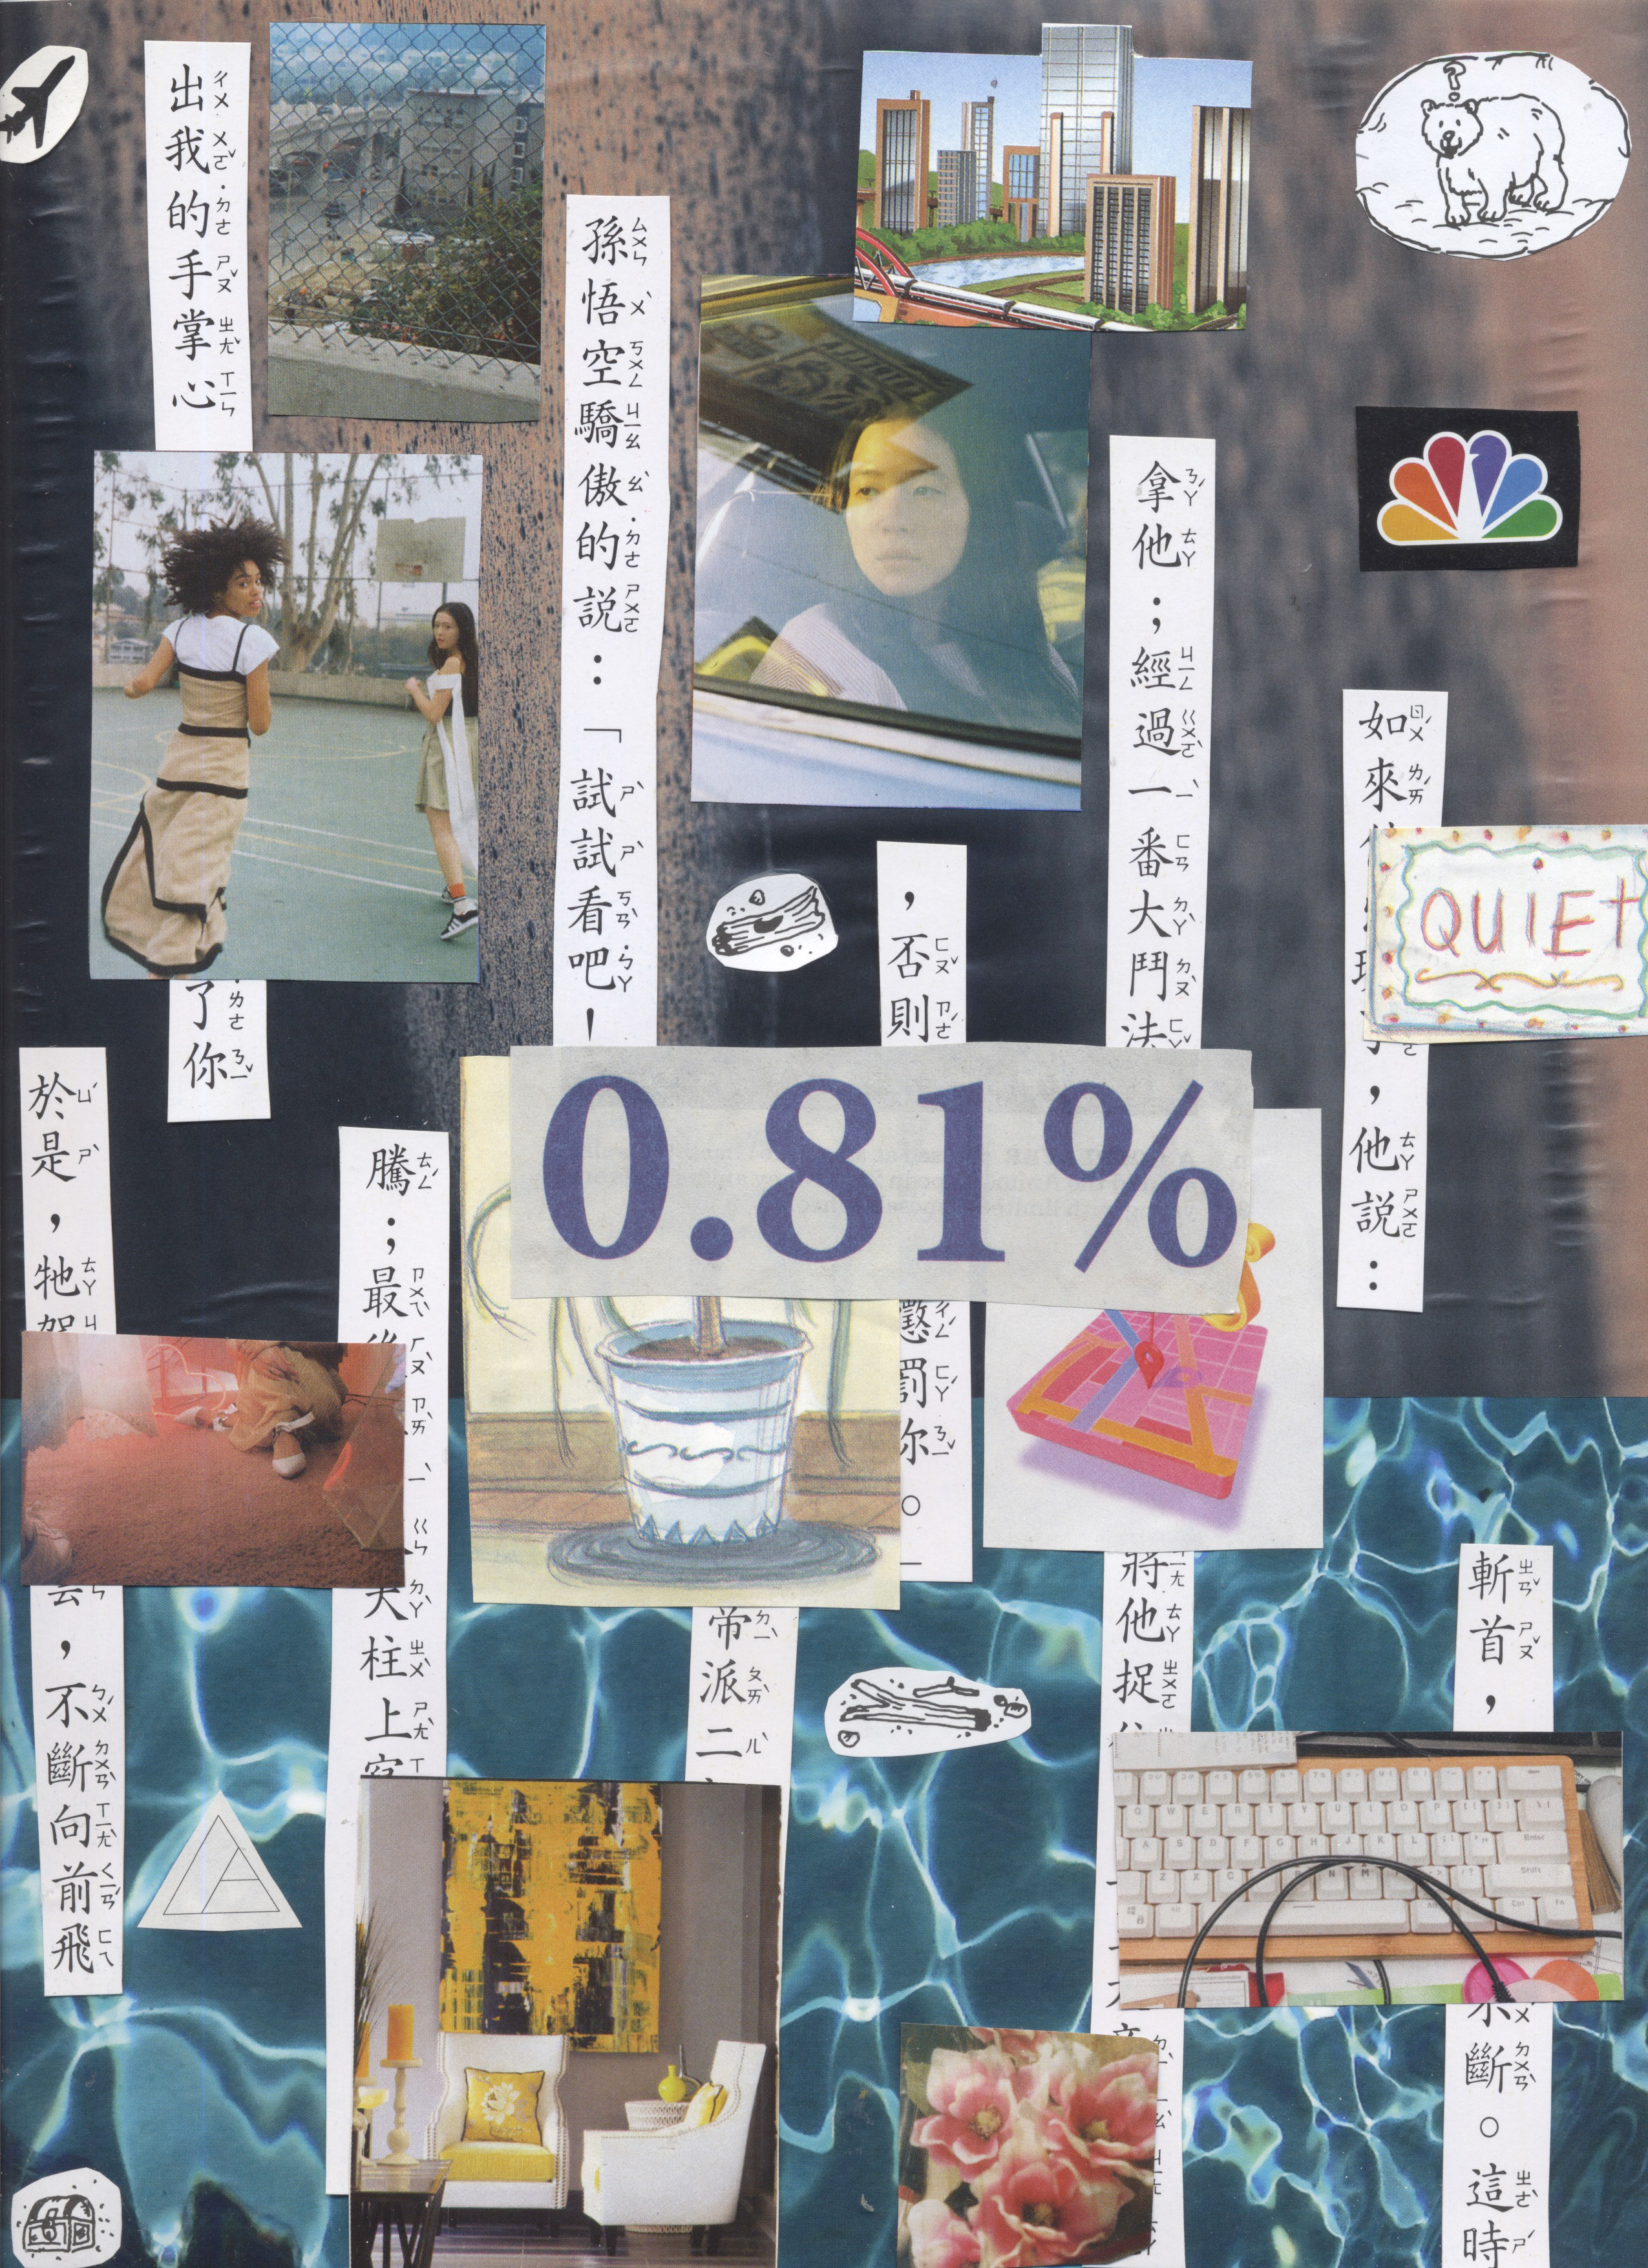 出我的手掌心
孫悟空驕傲的說：「試試看吧！
拿他；經過一番大鬥法
如來
QUIET
，他說：
，否則
了你
0.81%
於是，牠
騰；最
懲罰你。
，不斷向前飛
柱上
帝派二
將他捉
斬首，
不斷。這時